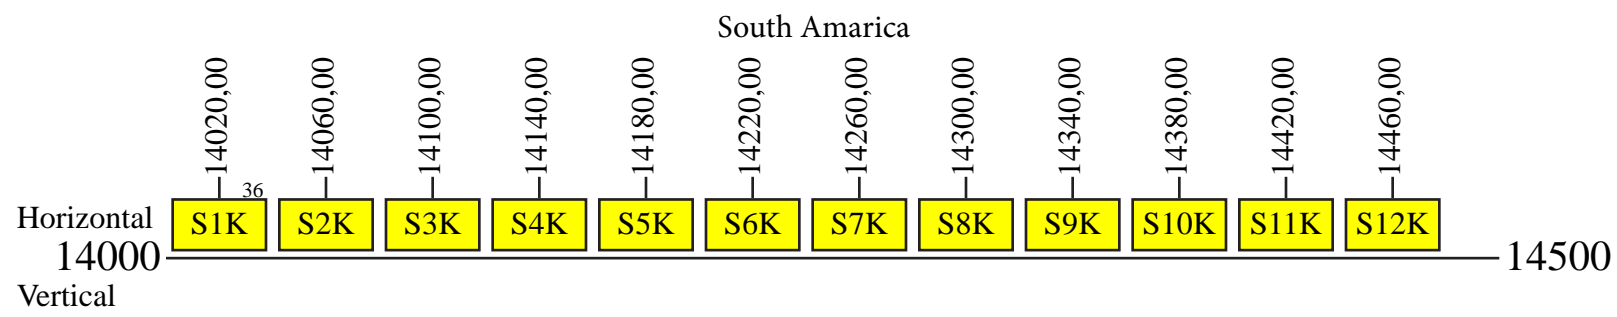 South Amarica
14020,00 14060,00 14100,00 14140,00 14180,00 14220,00 14260,00 14300,00 14340,00 14380,00 14420,00 14460,00
36
Horizontal S1K S2K S3K S4K S5K S6K S7K S8K S9K S10K S11K S12K
14000 14500
Vertical